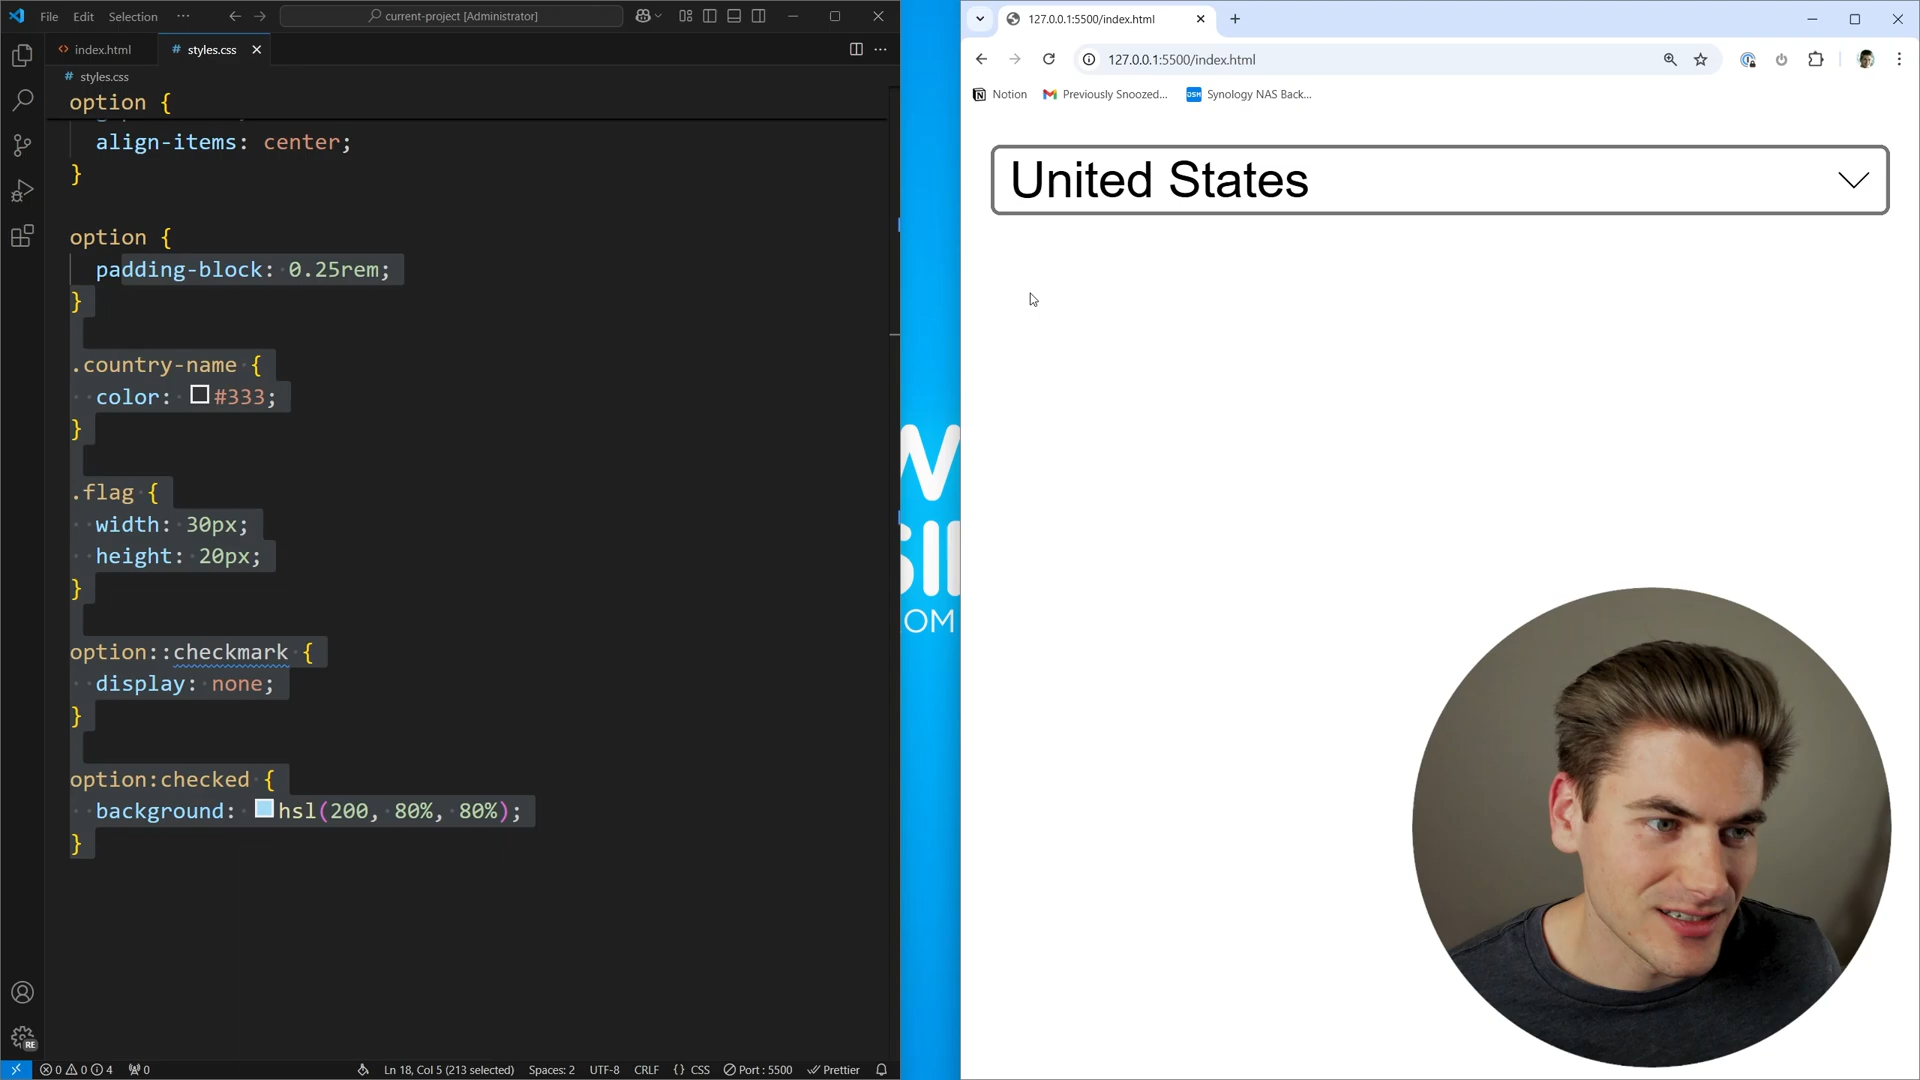 File Edit Selection ··· current-project [Administrator]
index.html # styles.css
# styles.css
option {
align-items: center;
}
option {
padding-block: 0.25rem;
}
.country-name {
color: #333;
}
.flag {
width: 30px;
height: 20px;
}
option::checkmark {
display: none;
}
option:checked {
background: hsl(200, 80%, 80%);
}
RE
0 0 4 0 Ln 18, Col 5 (213 selected) Spaces: 2 UTF-8 CRLF {} CSS Port : 5500 Prettier
OM
127.0.0.1:5500/index.html
127.0.0.1:5500/index.html
Notion Previously Snoozed... DSM Synology NAS Back...
United States